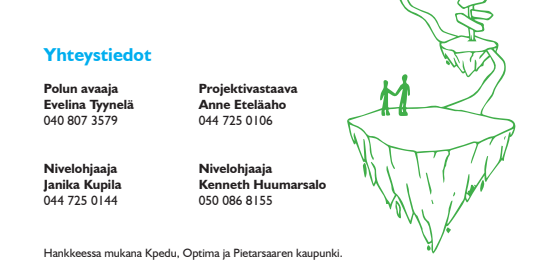 Yhteystiedot
Polun avaaja
Evelina Tyynelä
040 807 3579
Projektivastaava
Anne Eteläaho
044 725 0106
Nivelohjaaja
Janika Kupila
044 725 0144
Nivelohjaaja
Kenneth Huumarsalo
050 086 8155
Hankkeessa mukana Kpedu, Optima ja Pietarsaaren kaupunki.